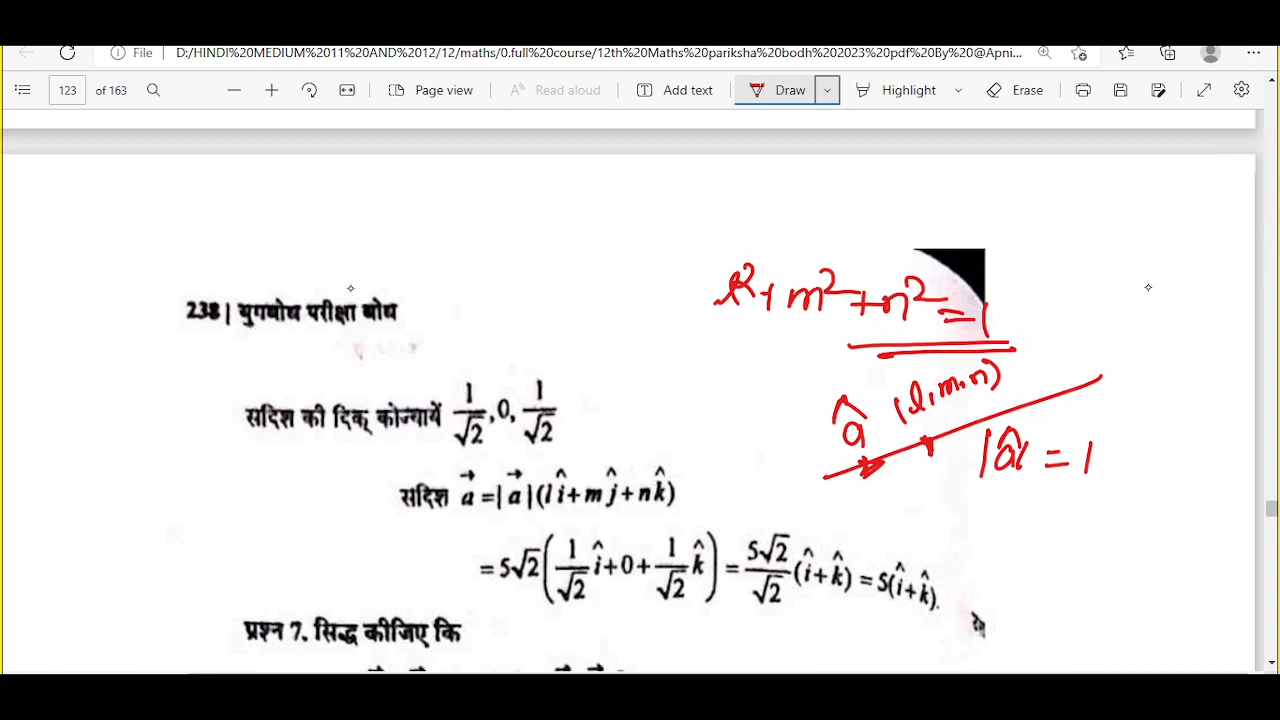 File D:/HINDI%20MEDIUM%2011%20AND%2012/12/maths/0.full%20course/12th%20Maths%20pariksha%20bodh%202023%20pdf%20By%20@Apni...
123 of 163 Page view Read aloud Add text Draw Highlight Erase
l²+m²+n²=1
238| युगबोध परीक्षा बोध
â (l,m,n)
|â| = 1
सदिश की दिक् कोज्यायें 1/√2, 0, 1/√2
सदिश a⃗ =|a⃗|(l î+m ĵ+n k̂)
=5√2(1/√2 î+0+1/√2 k̂) = 5√2/√2 (î+k̂) = 5(î+k̂).
प्रश्न 7. सिद्ध कीजिए कि